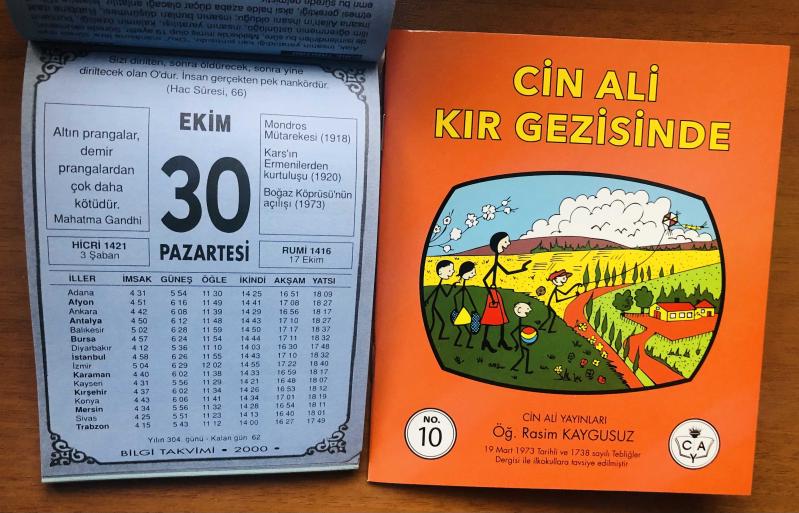 Sizi dirilten, sonra öldürecek, sonra yine
diriltecek olan O'dur. İnsan gerçekten pek nankördür.
(Hac Sûresi, 66)
Altın prangalar,
demir
prangalardan
çok daha
kötüdür.
Mahatma Gandhi
EKİM
30
PAZARTESİ
Mondros
Mütarekesi (1918)
Kars'ın
Ermenilerden
kurtuluşu (1920)
Boğaz Köprüsü'nün
açılışı (1973)
HİCRİ 1421
3 Şaban
RUMI 1416
17 Ekim
İLLER İMSAK GÜNEŞ ÖĞLE İKİNDİ AKŞAM YATSI
Adana 4 31 5 54 11 30 14 25 16 51 18 09
Afyon 4 51 6 16 11 49 14 41 17 08 18 27
Ankara 4 42 6 08 11 39 14 29 16 56 18 17
Antalya 4 50 6 12 11 48 14 43 17 10 18 27
Balıkesir 5 02 6 28 11 59 14 50 17 17 18 37
Bursa 4 57 6 24 11 54 14 44 17 11 18 32
Diyarbakır 4 12 5 36 11 10 14 03 16 30 17 48
İstanbul 4 58 6 26 11 55 14 43 17 10 18 32
İzmir 5 04 6 29 12 02 14 55 17 22 18 40
Karaman 4 40 6 02 11 38 14 33 16 59 18 17
Kayseri 4 31 5 56 11 29 14 21 16 48 18 07
Kırşehir 4 37 6 02 11 34 14 26 16 53 18 12
Konya 4 43 6 06 11 41 14 34 17 01 18 19
Mersin 4 34 5 56 11 32 14 28 16 54 18 11
Sivas 4 25 5 51 11 23 14 13 16 40 18 01
Trabzon 4 15 5 43 11 12 14 00 16 27 17 49
Yılın 304. günü - Kalan gün 62
BİLGİ TAKVİMİ - 2000 -
CİN ALİ
KIR GEZİSİNDE
NO.
10
CİN ALİ YAYINLARI
Öğ. Rasim KAYGUSUZ
19 Mart 1973 Tarihli ve 1738 sayılı Tebliğler
Dergisi ile ilkokullara tavsiye edilmiştir
C A
Y